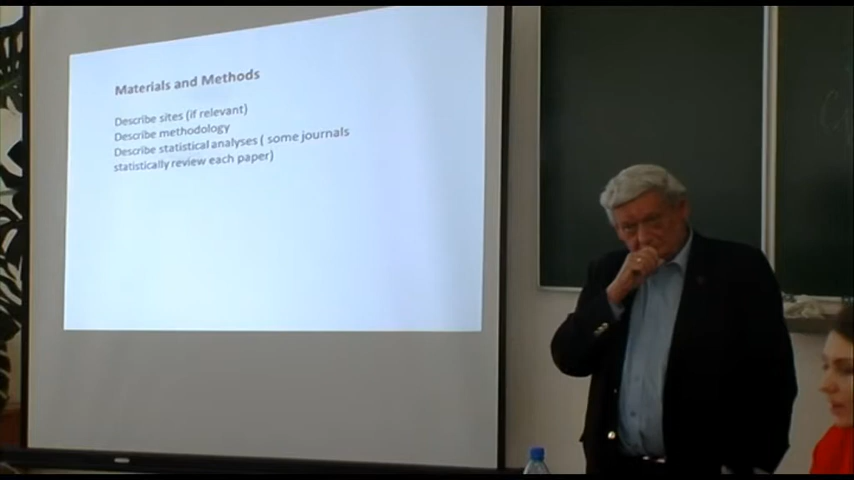 Materials and Methods
Describe sites (if relevant)
Describe methodology
Describe statistical analyses ( some journals
statistically review each paper)